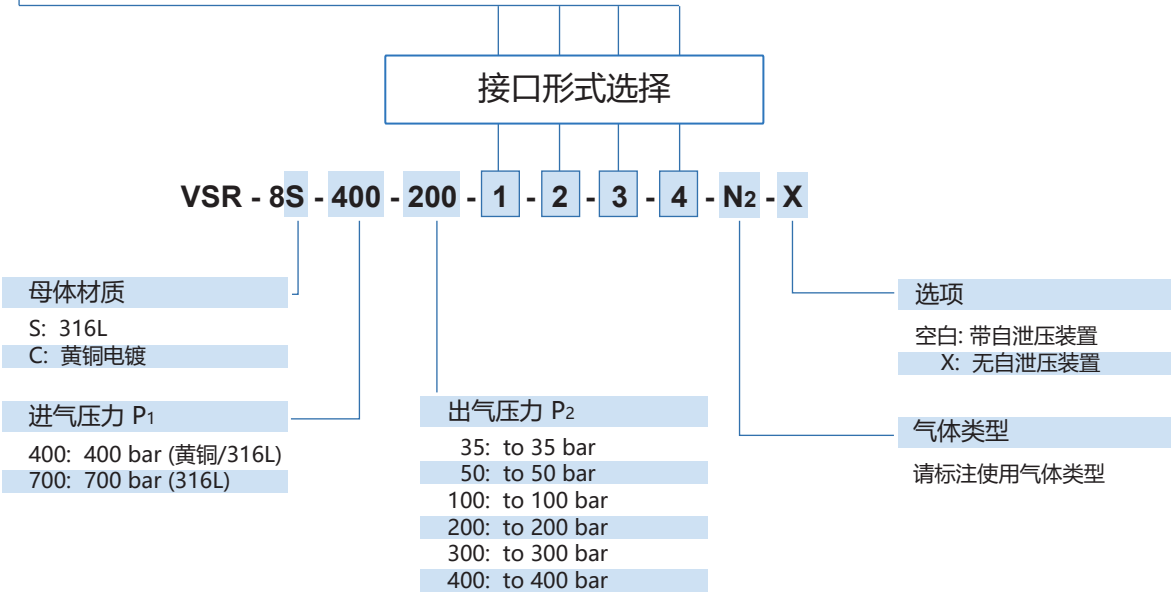 接口形式选择
VSR - 8S - 400 - 200 - 1 - 2 - 3 - 4 - N2 - X
母体材质
S: 316L
C: 黄铜电镀
进气压力 P1
400: 400 bar (黄铜/316L)
700: 700 bar (316L)
出气压力 P2
35: to 35 bar
50: to 50 bar
100: to 100 bar
200: to 200 bar
300: to 300 bar
400: to 400 bar
选项
空白: 带自泄压装置
X: 无自泄压装置
气体类型
请标注使用气体类型